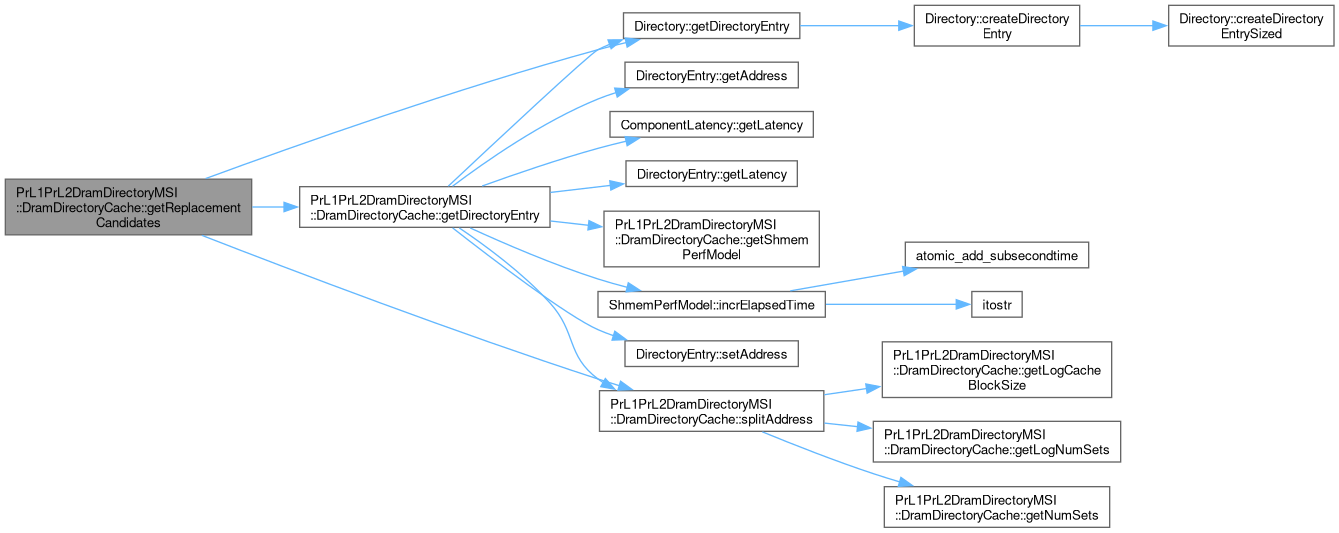 PrL1PrL2DramDirectoryMSI
::DramDirectoryCache::getReplacement
Candidates
PrL1PrL2DramDirectoryMSI
::DramDirectoryCache::getDirectoryEntry
Directory::getDirectoryEntry
DirectoryEntry::getAddress
ComponentLatency::getLatency
DirectoryEntry::getLatency
PrL1PrL2DramDirectoryMSI
::DramDirectoryCache::getShmem
PerfModel
ShmemPerfModel::incrElapsedTime
DirectoryEntry::setAddress
PrL1PrL2DramDirectoryMSI
::DramDirectoryCache::splitAddress
Directory::createDirectory
Entry
Directory::createDirectory
EntrySized
atomic_add_subsecondtime
itostr
PrL1PrL2DramDirectoryMSI
::DramDirectoryCache::getLogCache
BlockSize
PrL1PrL2DramDirectoryMSI
::DramDirectoryCache::getLogNumSets
PrL1PrL2DramDirectoryMSI
::DramDirectoryCache::getNumSets